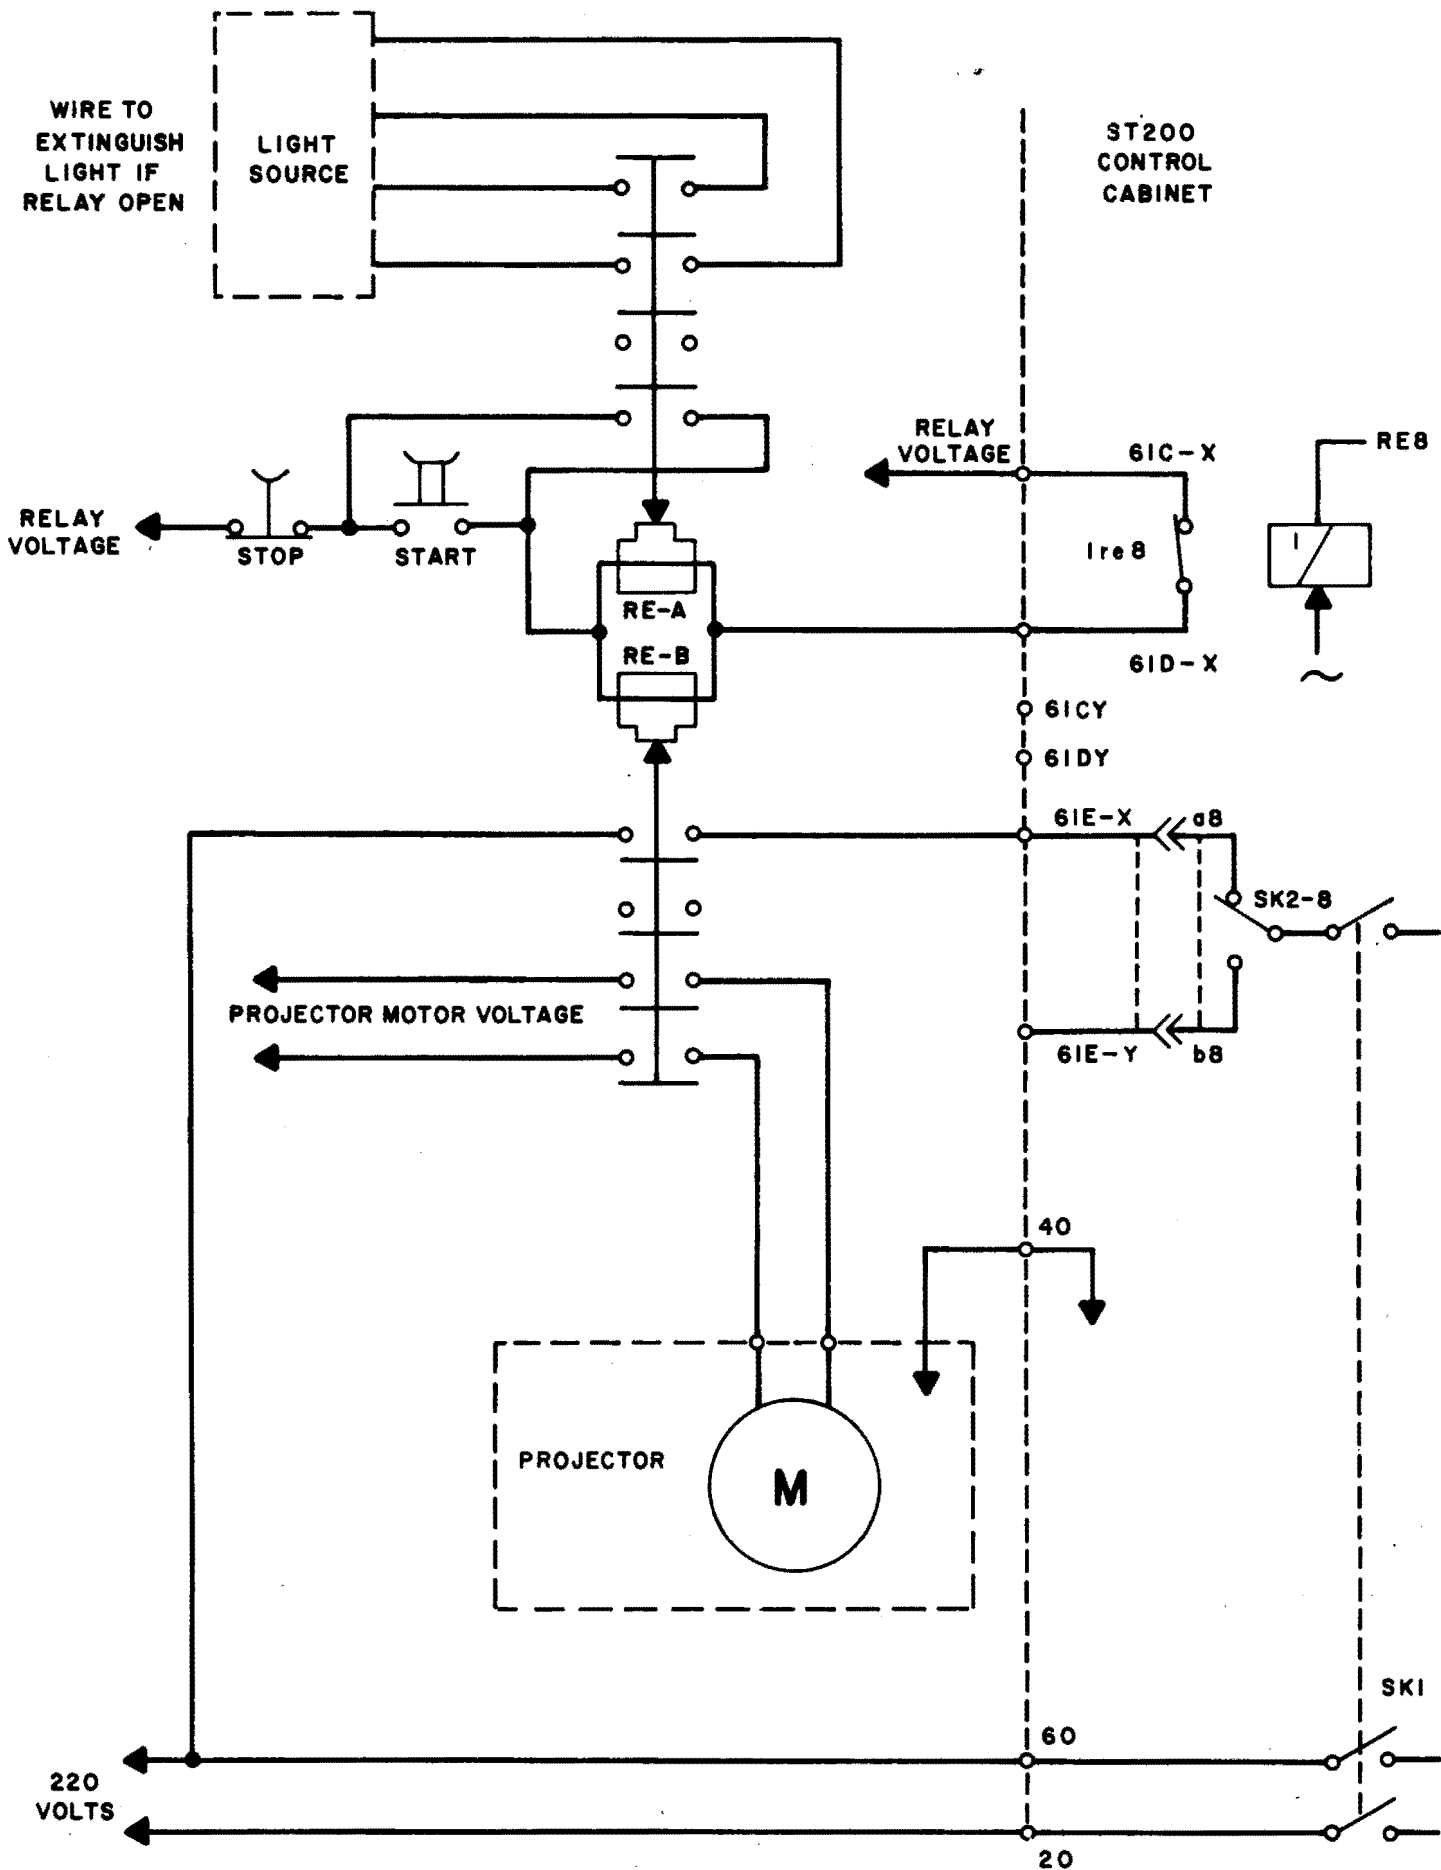 WIRE TO
EXTINGUISH
LIGHT IF
RELAY OPEN
LIGHT
SOURCE
ST200
CONTROL
CABINET
RELAY
VOLTAGE
61C-X
RE8
RELAY
VOLTAGE
STOP
START
1re8
1
RE-A
RE-B
61D-X
61CY
61DY
61E-X
a8
SK2-8
PROJECTOR MOTOR VOLTAGE
61E-Y
b8
40
PROJECTOR
M
SK1
60
220
VOLTS
20